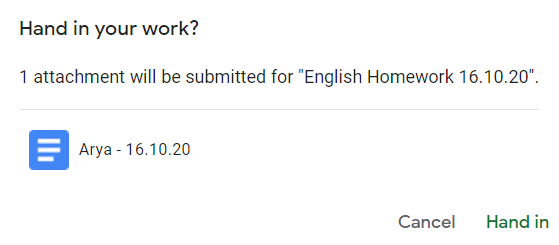 Hand in your work?
1 attachment will be submitted for "English Homework 16.10.20".
Arya - 16.10.20
Cancel Hand in